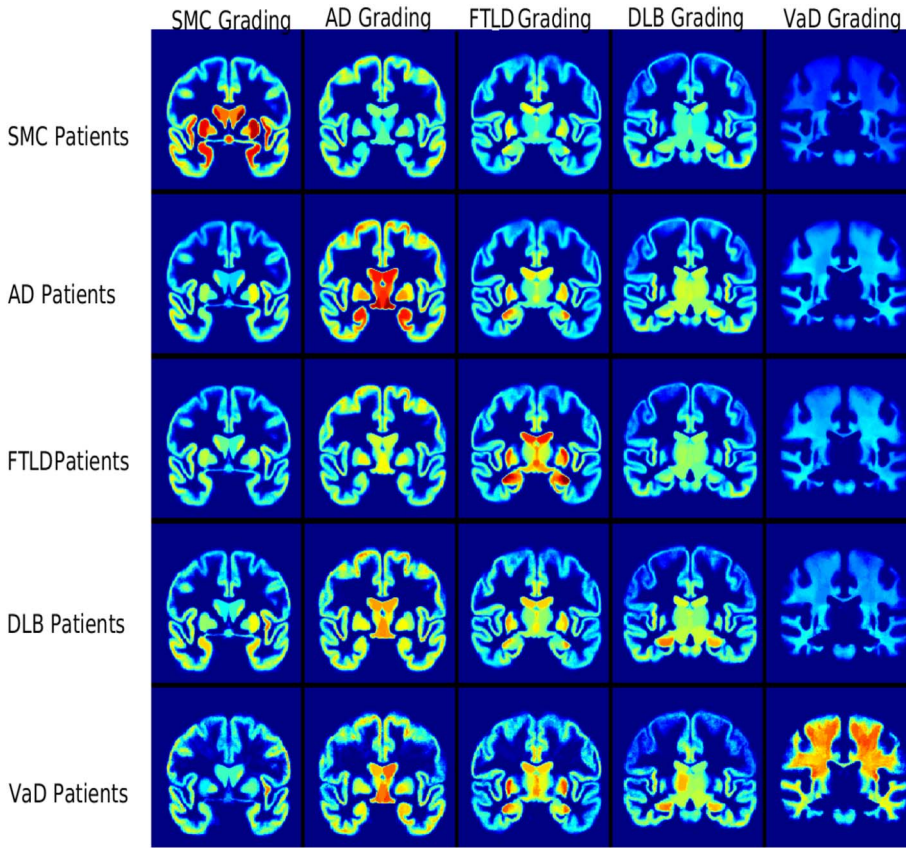 SMC Grading AD Grading FTLD Grading DLB Grading VaD Grading
SMC Patients
AD Patients
FTLDPatients
DLB Patients
VaD Patients